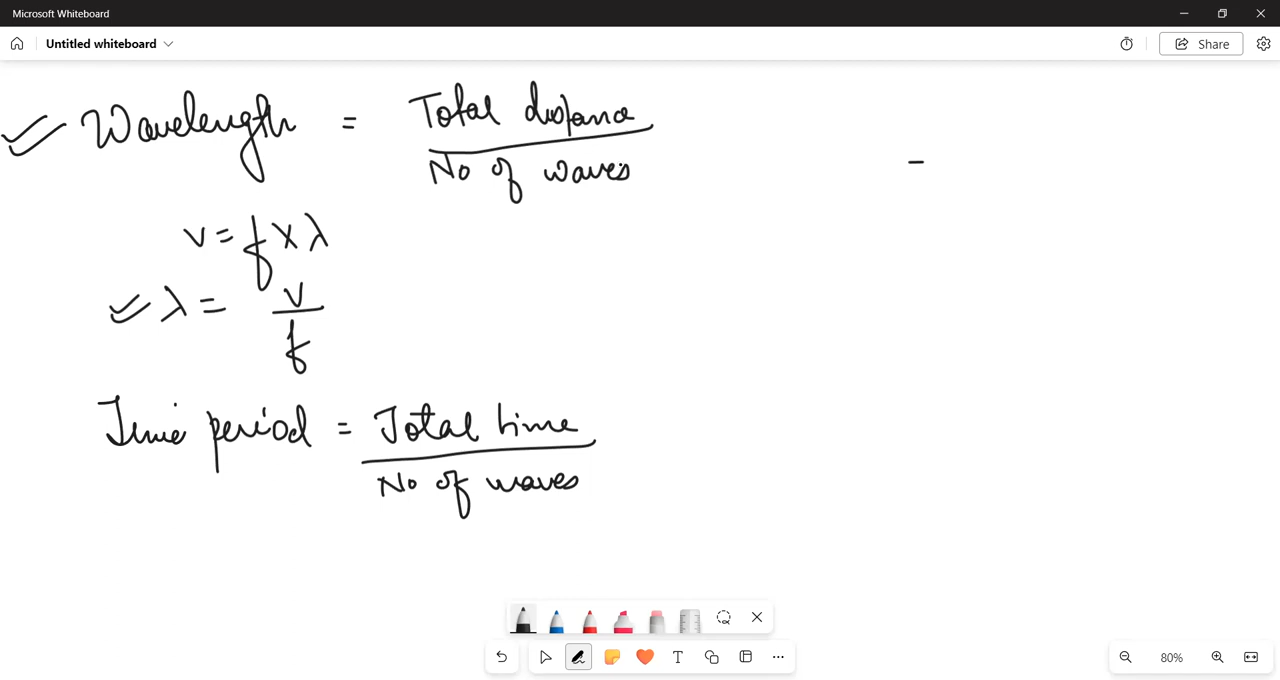 Microsoft Whiteboard
Untitled whiteboard
Share
Wavelength = Total distance
No of waves
v = f x λ
λ = v
f
Time period = Total time
No of waves
T
80%